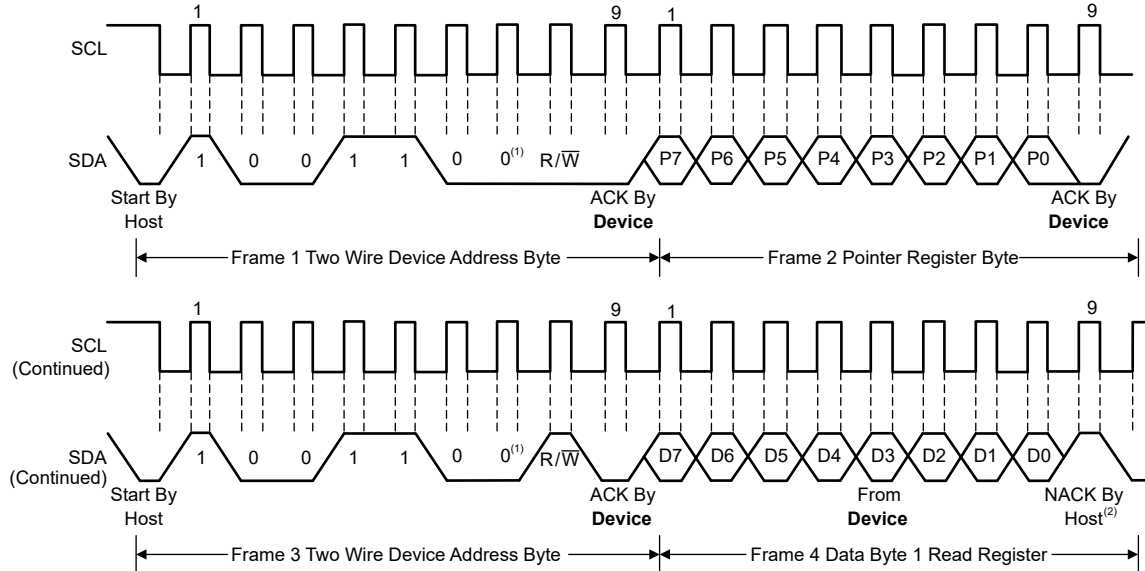 1 9 1 9
SCL
SDA
1 0 0 1 1 0 0(1) R/W̅ P7 P6 P5 P4 P3 P2 P1 P0
Start By Host
ACK By Device
ACK By Device
Frame 1 Two Wire Device Address Byte
Frame 2 Pointer Register Byte
1 9 1 9
SCL
(Continued)
SDA
(Continued)
1 0 0 1 1 0 0(1) R/W̅ D7 D6 D5 D4 D3 D2 D1 D0
Start By
Host
ACK By
Device
From
Device
NACK By
Host(2)
Frame 3 Two Wire Device Address Byte
Frame 4 Data Byte 1 Read Register